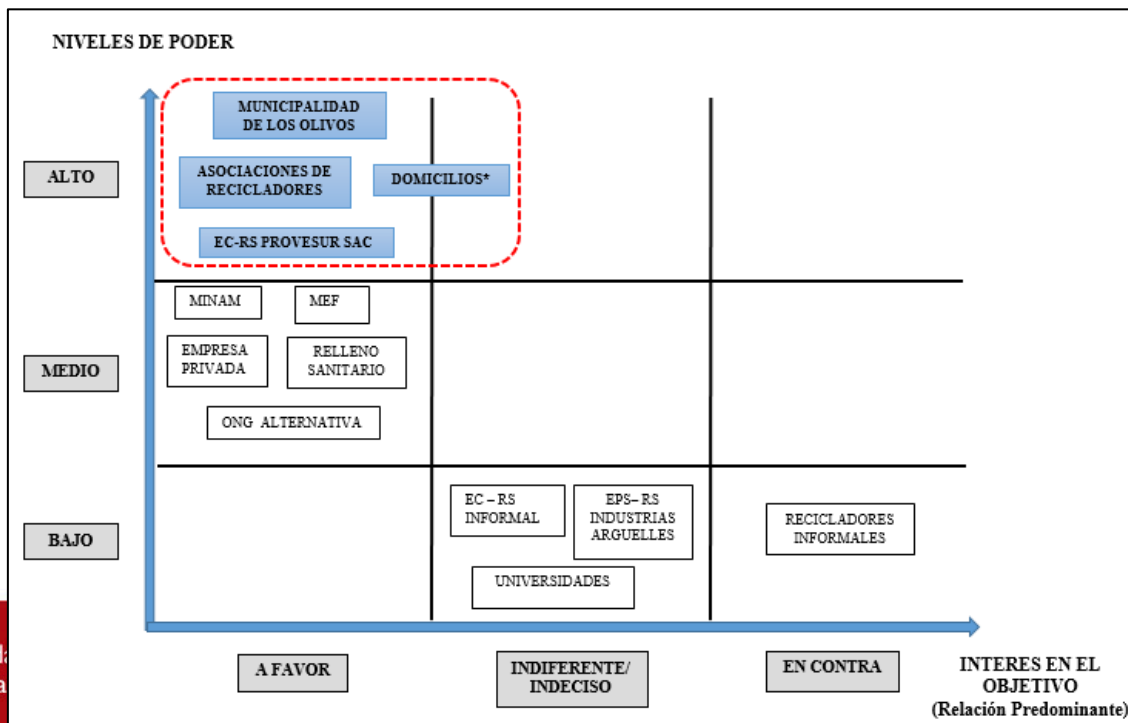 NIVELES DE PODER
MUNICIPALIDAD
DE LOS OLIVOS
ALTO
ASOCIACIONES DE
RECICLADORES
DOMICILIOS*
EC-RS PROVESUR SAC
MINAM
MEF
MEDIO
EMPRESA
PRIVADA
RELLENO
SANITARIO
ONG ALTERNATIVA
BAJO
EC – RS
INFORMAL
EPS– RS
INDUSTRIAS
ARGUELLES
UNIVERSIDADES
RECICLADORES
INFORMALES
A FAVOR
INDIFERENTE/
INDECISO
EN CONTRA
INTERES EN EL
OBJETIVO
(Relación Predominante)